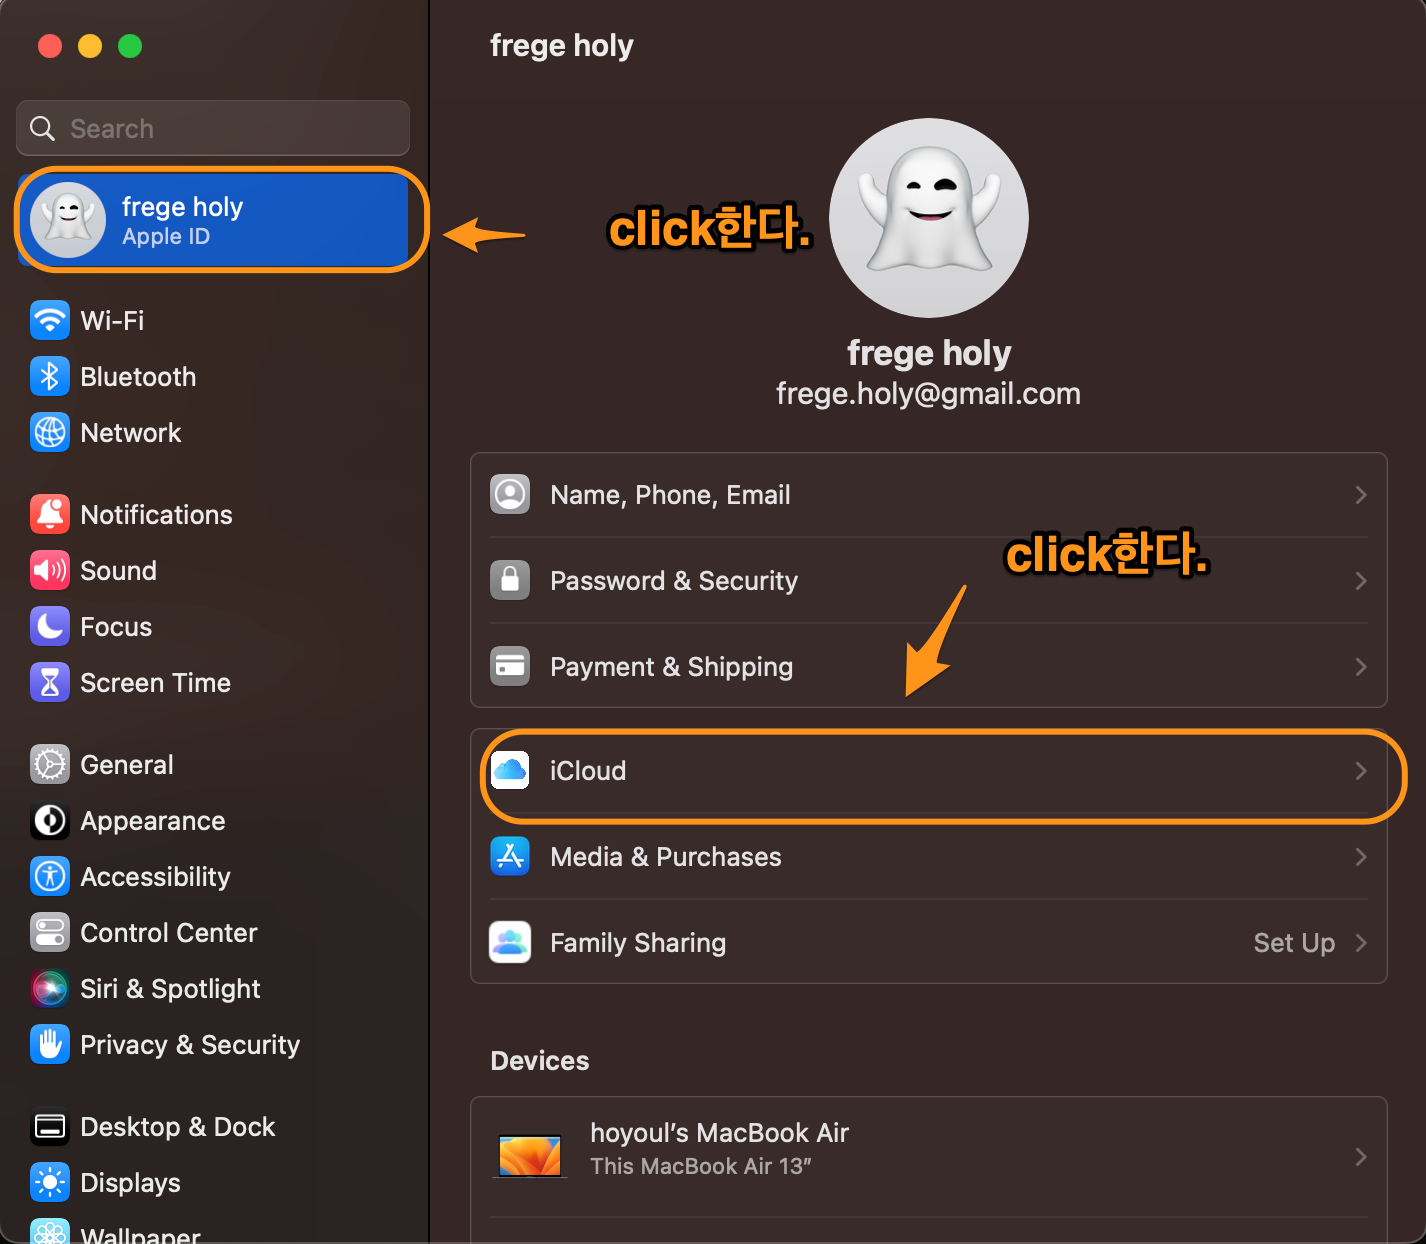 frege holy
Search
frege holy
Apple ID
click한다.
Wi-Fi
Bluetooth
Network
Notifications
Sound
Focus
Screen Time
General
Appearance
Accessibility
Control Center
Siri & Spotlight
Privacy & Security
Desktop & Dock
Displays
Wallpaper
frege holy
frege.holy@gmail.com
Name, Phone, Email
click한다.
Password & Security
Payment & Shipping
iCloud
Media & Purchases
Family Sharing Set Up
Devices
hoyoul’s MacBook Air
This MacBook Air 13”